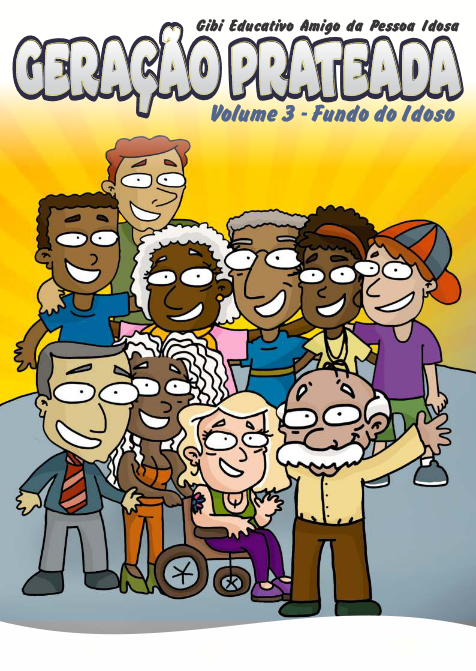 Gibi Educativo Amigo da Pessoa Idosa
GERAÇÃO PRATEADA
Volume 3 - Fundo do Idoso